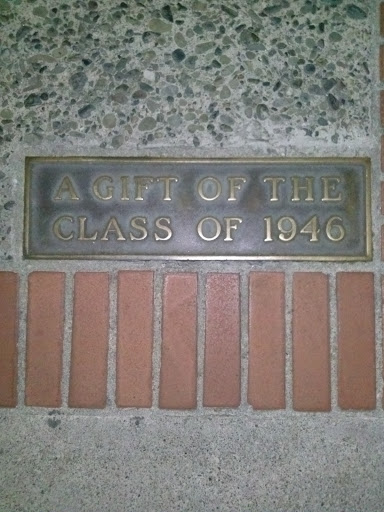 A GIFT OF THE
CLASS OF 1946